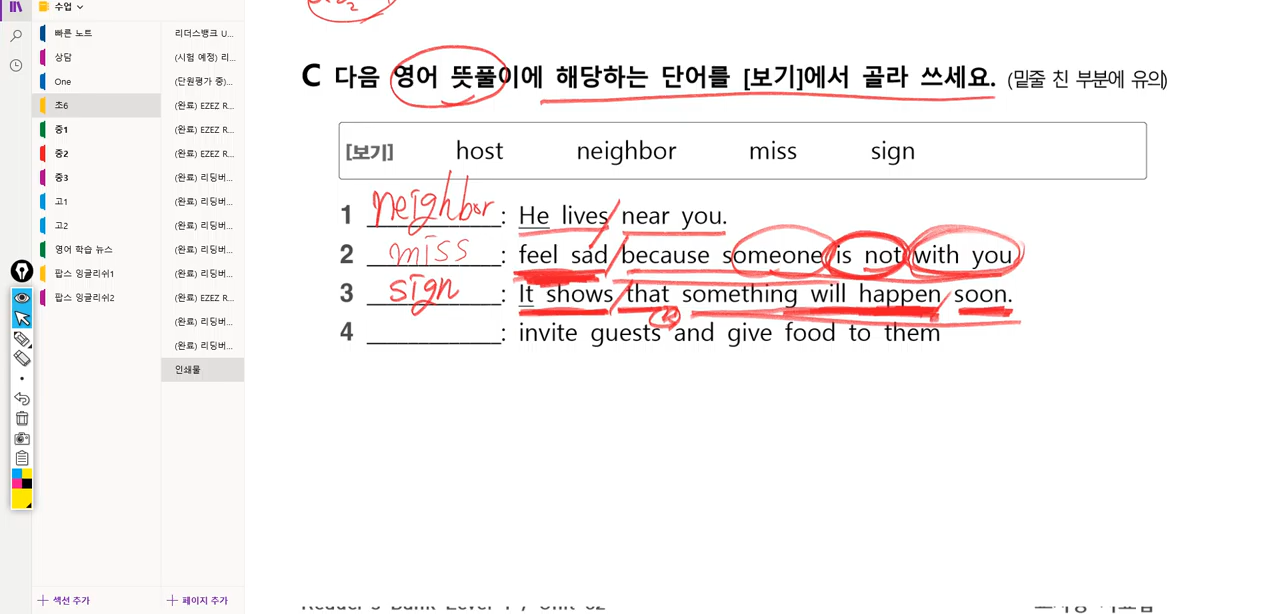 수업
빠른 노트
상담
One
초6
중1
중2
중3
고1
고2
영어 학습 뉴스
팝스 잉글리쉬1
팝스 잉글리쉬2
색션 추가
리더스뱅크 U...
(시험 예정) 리...
(단원평가 중)...
(완료) EZEZ R...
(완료) EZEZ R...
(완료) EZEZ R...
(완료) 리딩버...
(완료) 리딩버...
(완료) 리딩버...
(완료) 리딩버...
(완료) 리딩버...
(완료) EZEZ R...
(완료) 리딩버...
(완료) 리딩버...
인쇄물
페이지 추가
C 다음 영어 뜻풀이에 해당하는 단어를 [보기]에서 골라 쓰세요. (밑줄 친 부분에 유의)
[보기] host neighbor miss sign
1 neighbor : He lives near you.
2 miss : feel sad because someone is not with you
3 sign : It shows that something will happen soon.
4 : invite guests and give food to them